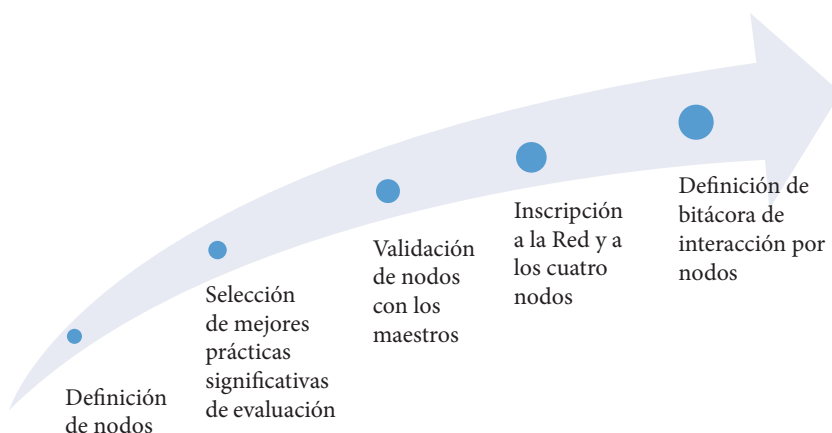 Definición
de nodos
Selección
de mejores
prácticas
significativas
de evaluación
Validación
de nodos
con los
maestros
Inscripción
a la Red y a
los cuatro
nodos
Definición de
bitácora de
interacción por
nodos